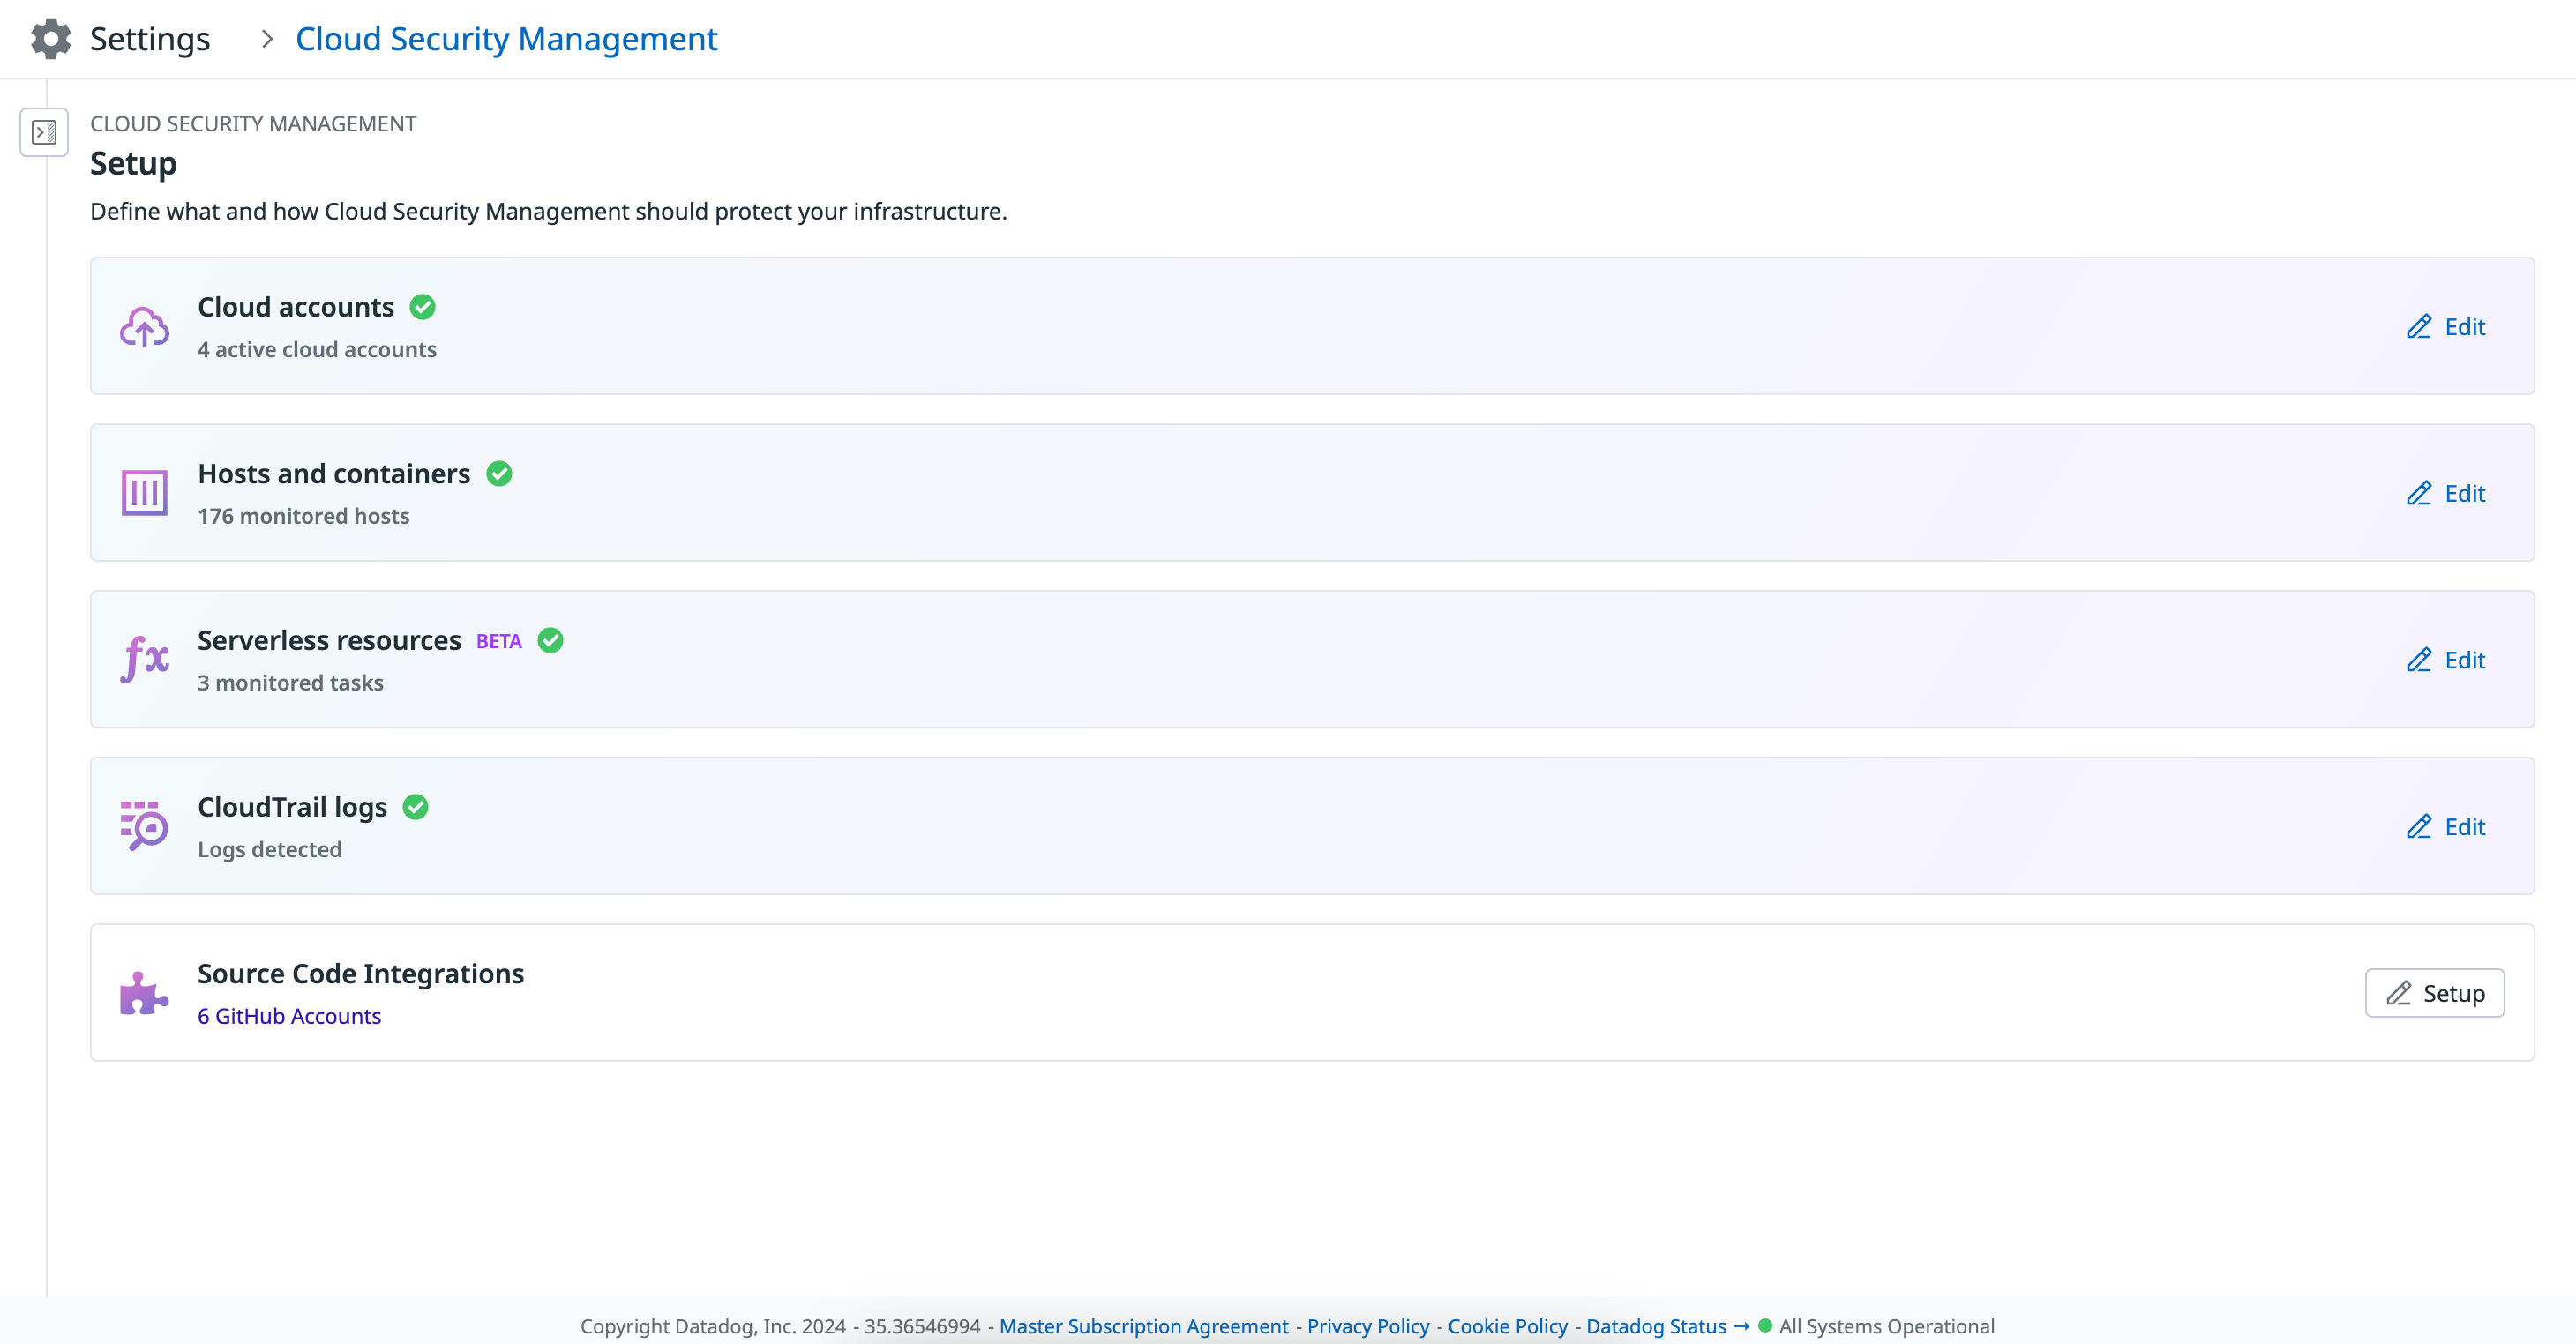 Settings > Cloud Security Management
CLOUD SECURITY MANAGEMENT
Setup
Define what and how Cloud Security Management should protect your infrastructure.
Cloud accounts
4 active cloud accounts
Edit
Hosts and containers
176 monitored hosts
Edit
Serverless resources BETA
3 monitored tasks
Edit
CloudTrail logs
Logs detected
Edit
Source Code Integrations
6 GitHub Accounts
Setup
Copyright Datadog, Inc. 2024 - 35.36546994 - Master Subscription Agreement - Privacy Policy - Cookie Policy - Datadog Status → All Systems Operational